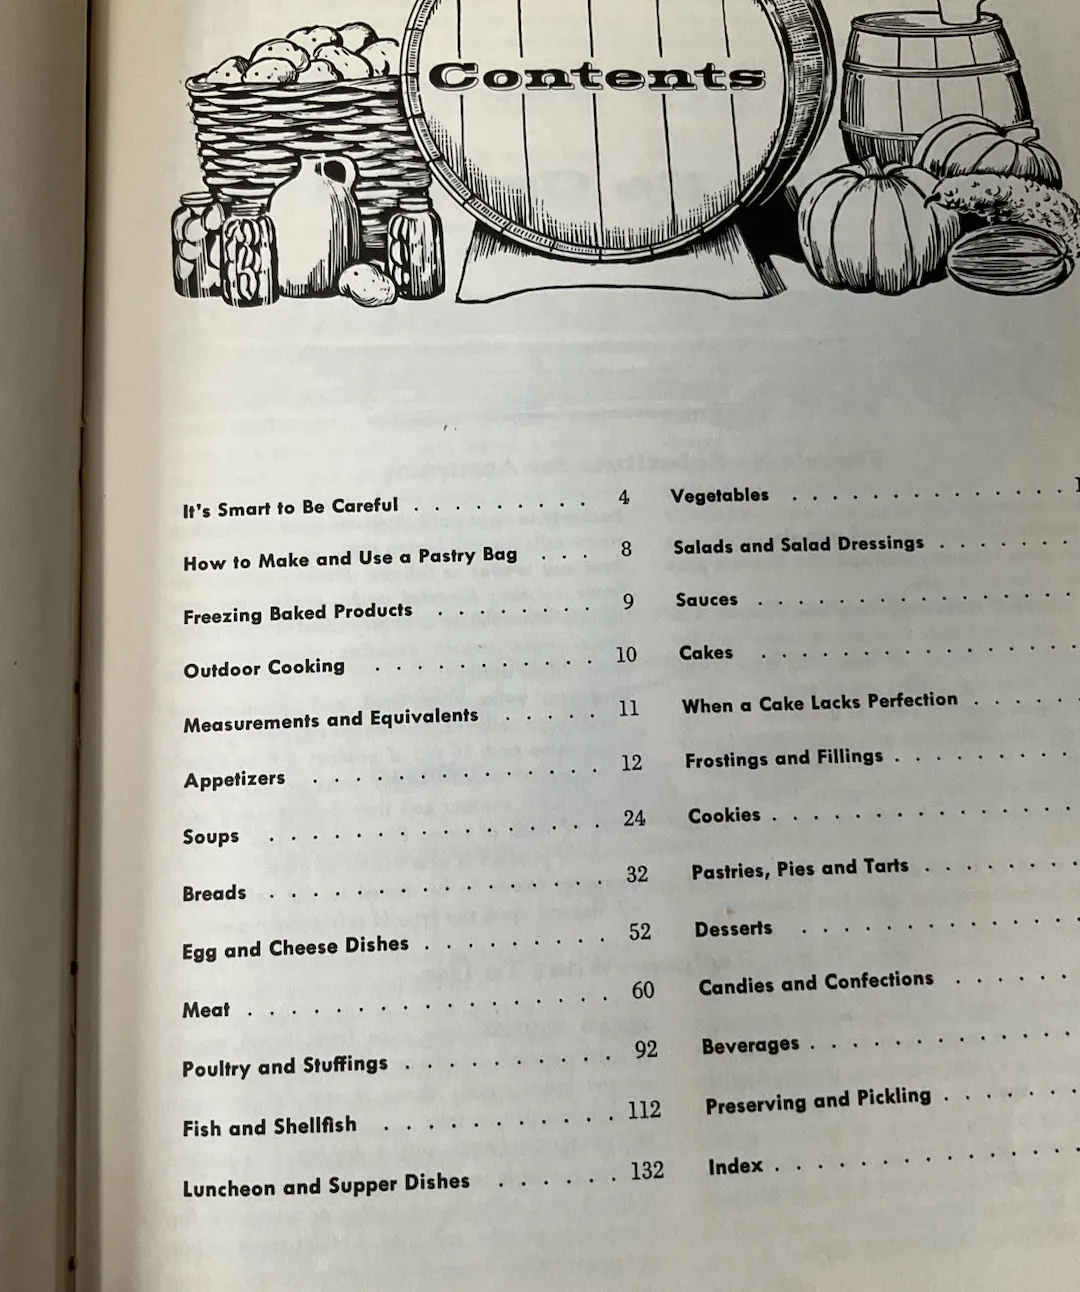 Contents
It's Smart to Be Careful . . . . . . . . . 4
How to Make and Use a Pastry Bag . . . 8
Freezing Baked Products . . . . . . . . 9
Outdoor Cooking . . . . . . . . . . . 10
Measurements and Equivalents . . . . . 11
Appetizers . . . . . . . . . . . . . . 12
Soups . . . . . . . . . . . . . . . . 24
Breads . . . . . . . . . . . . . . . . 32
Egg and Cheese Dishes . . . . . . . . . 52
Meat . . . . . . . . . . . . . . . . . 60
Poultry and Stuffings . . . . . . . . . . 92
Fish and Shellfish . . . . . . . . . . . 112
Luncheon and Supper Dishes . . . . . . 132
Vegetables . . . . . . . . . . . . . .
Salads and Salad Dressings . . . . . . .
Sauces . . . . . . . . . . . . . . . .
Cakes . . . . . . . . . . . . . . . .
When a Cake Lacks Perfection . . . . .
Frostings and Fillings . . . . . . . . .
Cookies . . . . . . . . . . . . . . .
Pastries, Pies and Tarts . . . . . . . .
Desserts . . . . . . . . . . . . . .
Candies and Confections . . . . . .
Beverages . . . . . . . . . . . . .
Preserving and Pickling . . . . . . .
Index . . . . . . . . . . . . . . .